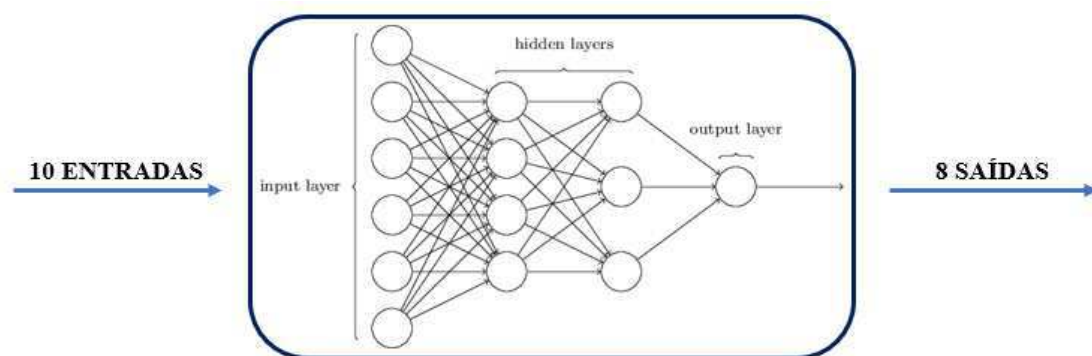 hidden layers
output layer
10 ENTRADAS
input layer
8 SAÍDAS